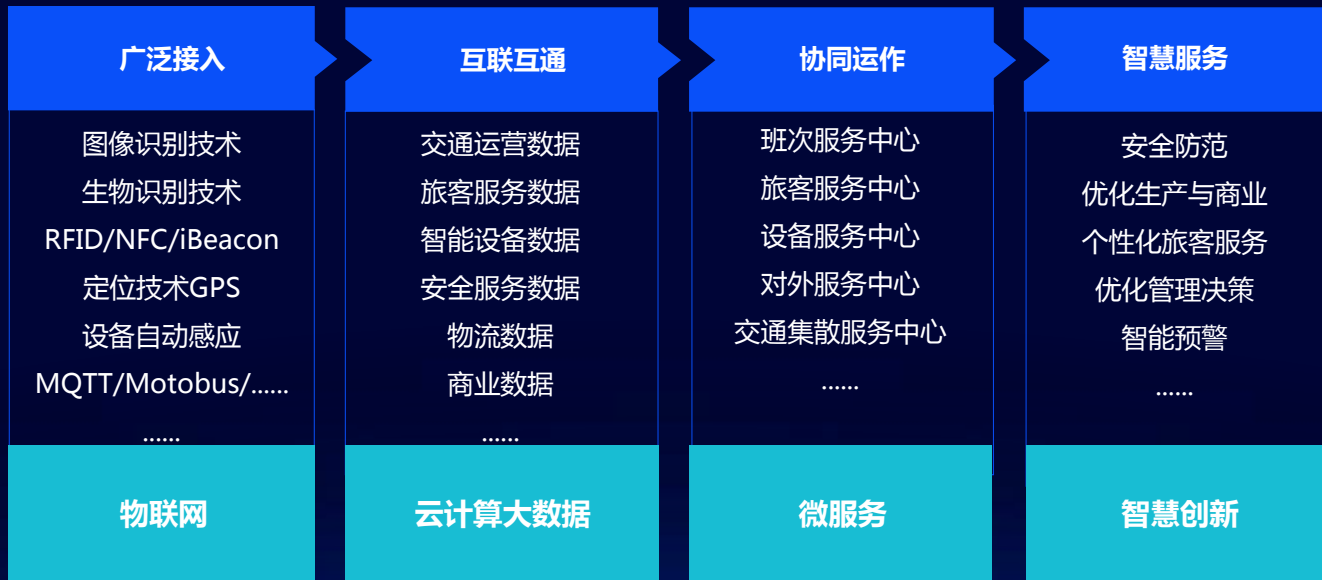 广泛接入
图像识别技术
生物识别技术
RFID/NFC/iBeacon
定位技术GPS
设备自动感应
MQTT/Motobus/......
......
物联网
互联互通
交通运营数据
旅客服务数据
智能设备数据
安全服务数据
物流数据
商业数据
......
云计算大数据
协同运作
班次服务中心
旅客服务中心
设备服务中心
对外服务中心
交通集散服务中心
......
微服务
智慧服务
安全防范
优化生产与商业
个性化旅客服务
优化管理决策
智能预警
......
智慧创新